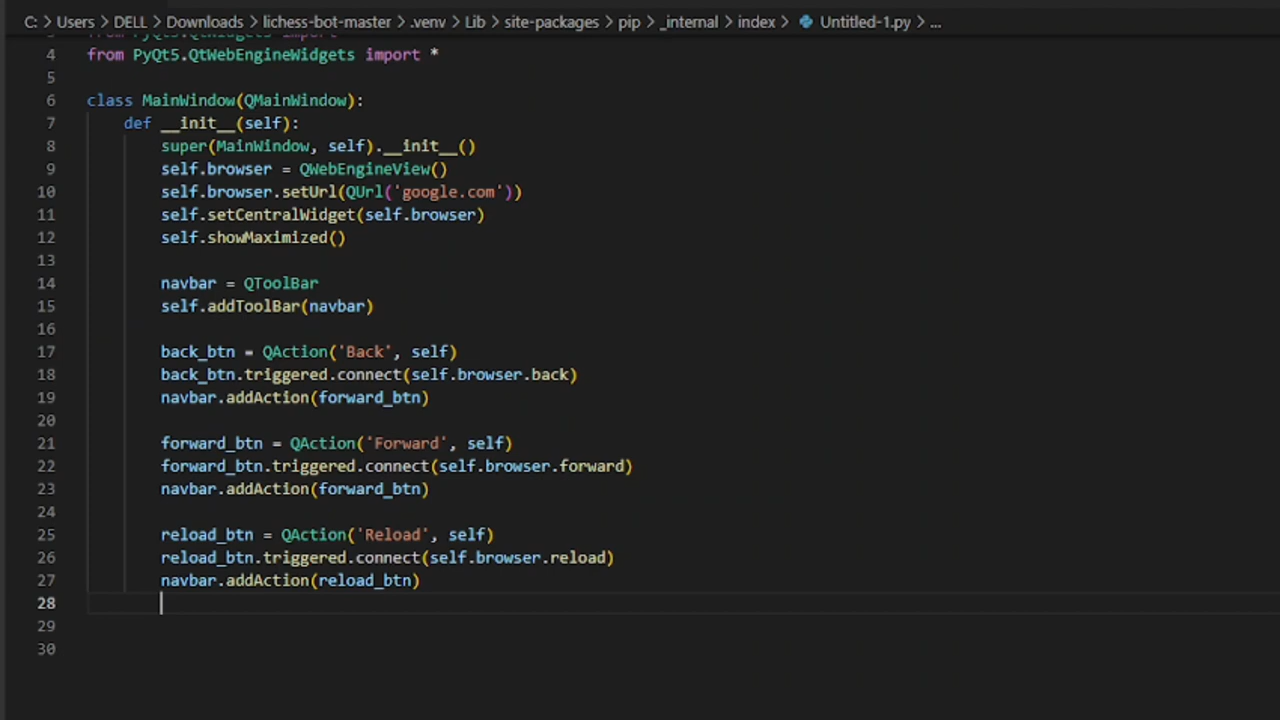 C: > Users > DELL > Downloads > lichess-bot-master > .venv > Lib > site-packages > pip > _internal > index > Untitled-1.py > ...
3 from PyQt5.QtWidgets import
4 from PyQt5.QtWebEngineWidgets import *
5
6 class MainWindow(QMainWindow):
7 def __init__(self):
8 super(MainWindow, self).__init__()
9 self.browser = QWebEngineView()
10 self.browser.setUrl(QUrl('google.com'))
11 self.setCentralWidget(self.browser)
12 self.showMaximized()
13
14 navbar = QToolBar
15 self.addToolBar(navbar)
16
17 back_btn = QAction('Back', self)
18 back_btn.triggered.connect(self.browser.back)
19 navbar.addAction(forward_btn)
20
21 forward_btn = QAction('Forward', self)
22 forward_btn.triggered.connect(self.browser.forward)
23 navbar.addAction(forward_btn)
24
25 reload_btn = QAction('Reload', self)
26 reload_btn.triggered.connect(self.browser.reload)
27 navbar.addAction(reload_btn)
28
29
30